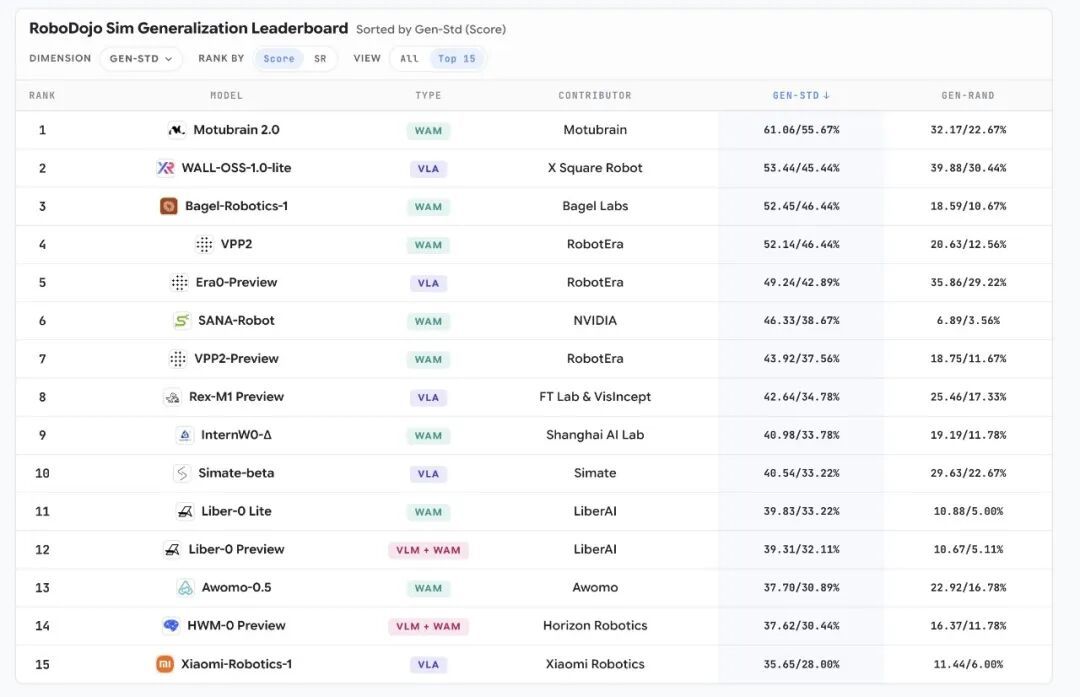 RoboDojo Sim Generalization Leaderboard Sorted by Gen-Std (Score)
DIMENSION GEN-STD RANK BY Score SR VIEW All Top 15
RANK MODEL TYPE CONTRIBUTOR GEN-STD ↓ GEN-RAND
1 Motubrain 2.0 WAM Motubrain 61.06/55.67% 32.17/22.67%
2 WALL-OSS-1.0-lite VLA X Square Robot 53.44/45.44% 39.88/30.44%
3 Bagel-Robotics-1 WAM Bagel Labs 52.45/46.44% 18.59/10.67%
4 VPP2 WAM RobotEra 52.14/46.44% 20.63/12.56%
5 Era0-Preview VLA RobotEra 49.24/42.89% 35.86/29.22%
6 SANA-Robot WAM NVIDIA 46.33/38.67% 6.89/3.56%
7 VPP2-Preview WAM RobotEra 43.92/37.56% 18.75/11.67%
8 Rex-M1 Preview VLA FT Lab & VisIncept 42.64/34.78% 25.46/17.33%
9 InternW0-Δ WAM Shanghai AI Lab 40.98/33.78% 19.19/11.78%
10 Simate-beta VLA Simate 40.54/33.22% 29.63/22.67%
11 Liber-0 Lite WAM LiberAI 39.83/33.22% 10.88/5.00%
12 Liber-0 Preview VLM + WAM LiberAI 39.31/32.11% 10.67/5.11%
13 Awomo-0.5 WAM Awomo 37.70/30.89% 22.92/16.78%
14 HWM-0 Preview VLM + WAM Horizon Robotics 37.62/30.44% 16.37/11.78%
15 Xiaomi-Robotics-1 VLA Xiaomi Robotics 35.65/28.00% 11.44/6.00%